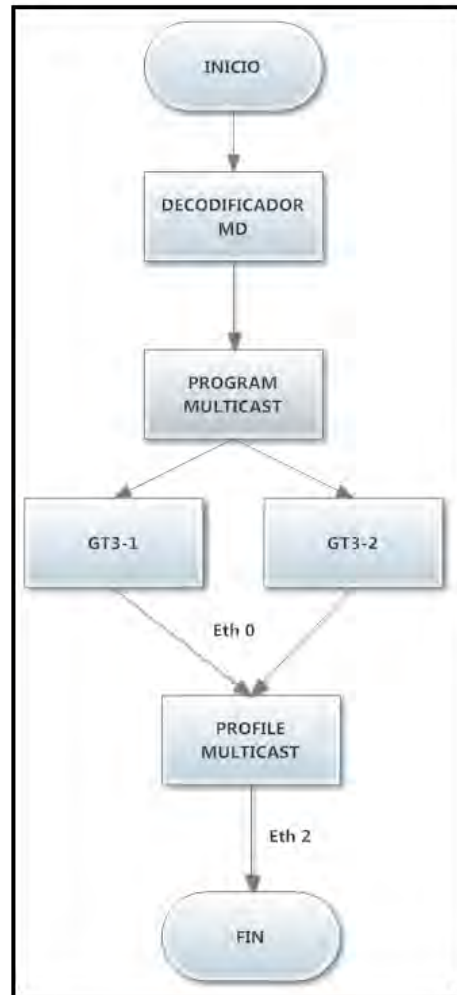 INICIO
DECODIFICADOR
MD
PROGRAM
MULTICAST
GT3-1
GT3-2
Eth 0
PROFILE
MULTICAST
Eth 2
FIN